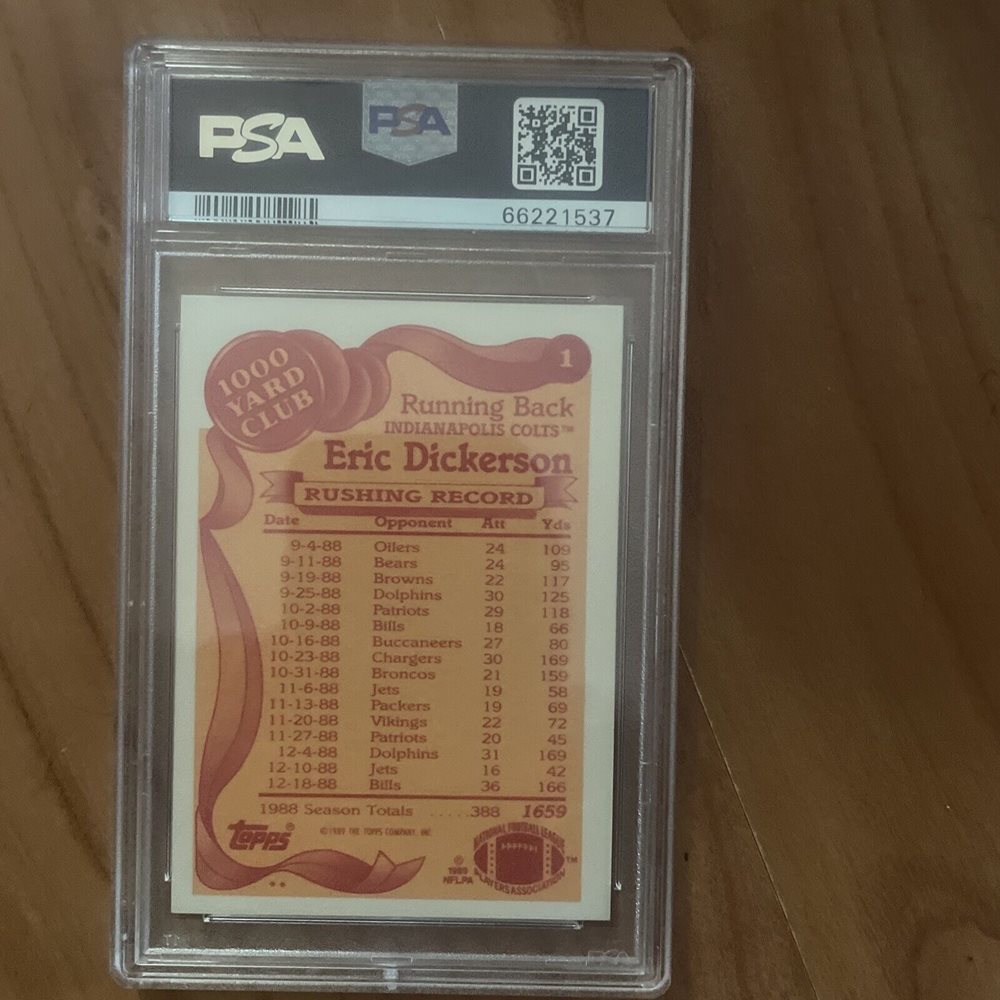 PSA PSA
66221537
1000 YARD CLUB
1
Running Back
INDIANAPOLIS COLTS™
Eric Dickerson
RUSHING RECORD
Date Opponent Att Yds
9-4-88 Oilers 24 109
9-11-88 Bears 24 95
9-19-88 Browns 22 117
9-25-88 Dolphins 30 125
10-2-88 Patriots 29 118
10-9-88 Bills 18 66
10-16-88 Buccaneers 27 80
10-23-88 Chargers 30 169
10-31-88 Broncos 21 159
11-6-88 Jets 19 58
11-13-88 Packers 19 69
11-20-88 Vikings 22 72
11-27-88 Patriots 20 45
12-4-88 Dolphins 31 169
12-10-88 Jets 16 42
12-18-88 Bills 36 166
1988 Season Totals .....388 1659
topps® ©1989 THE TOPPS COMPANY, INC.
© 1989 NFLPA
NATIONAL FOOTBALL LEAGUE PLAYERS ASSOCIATION ™
**
PSA